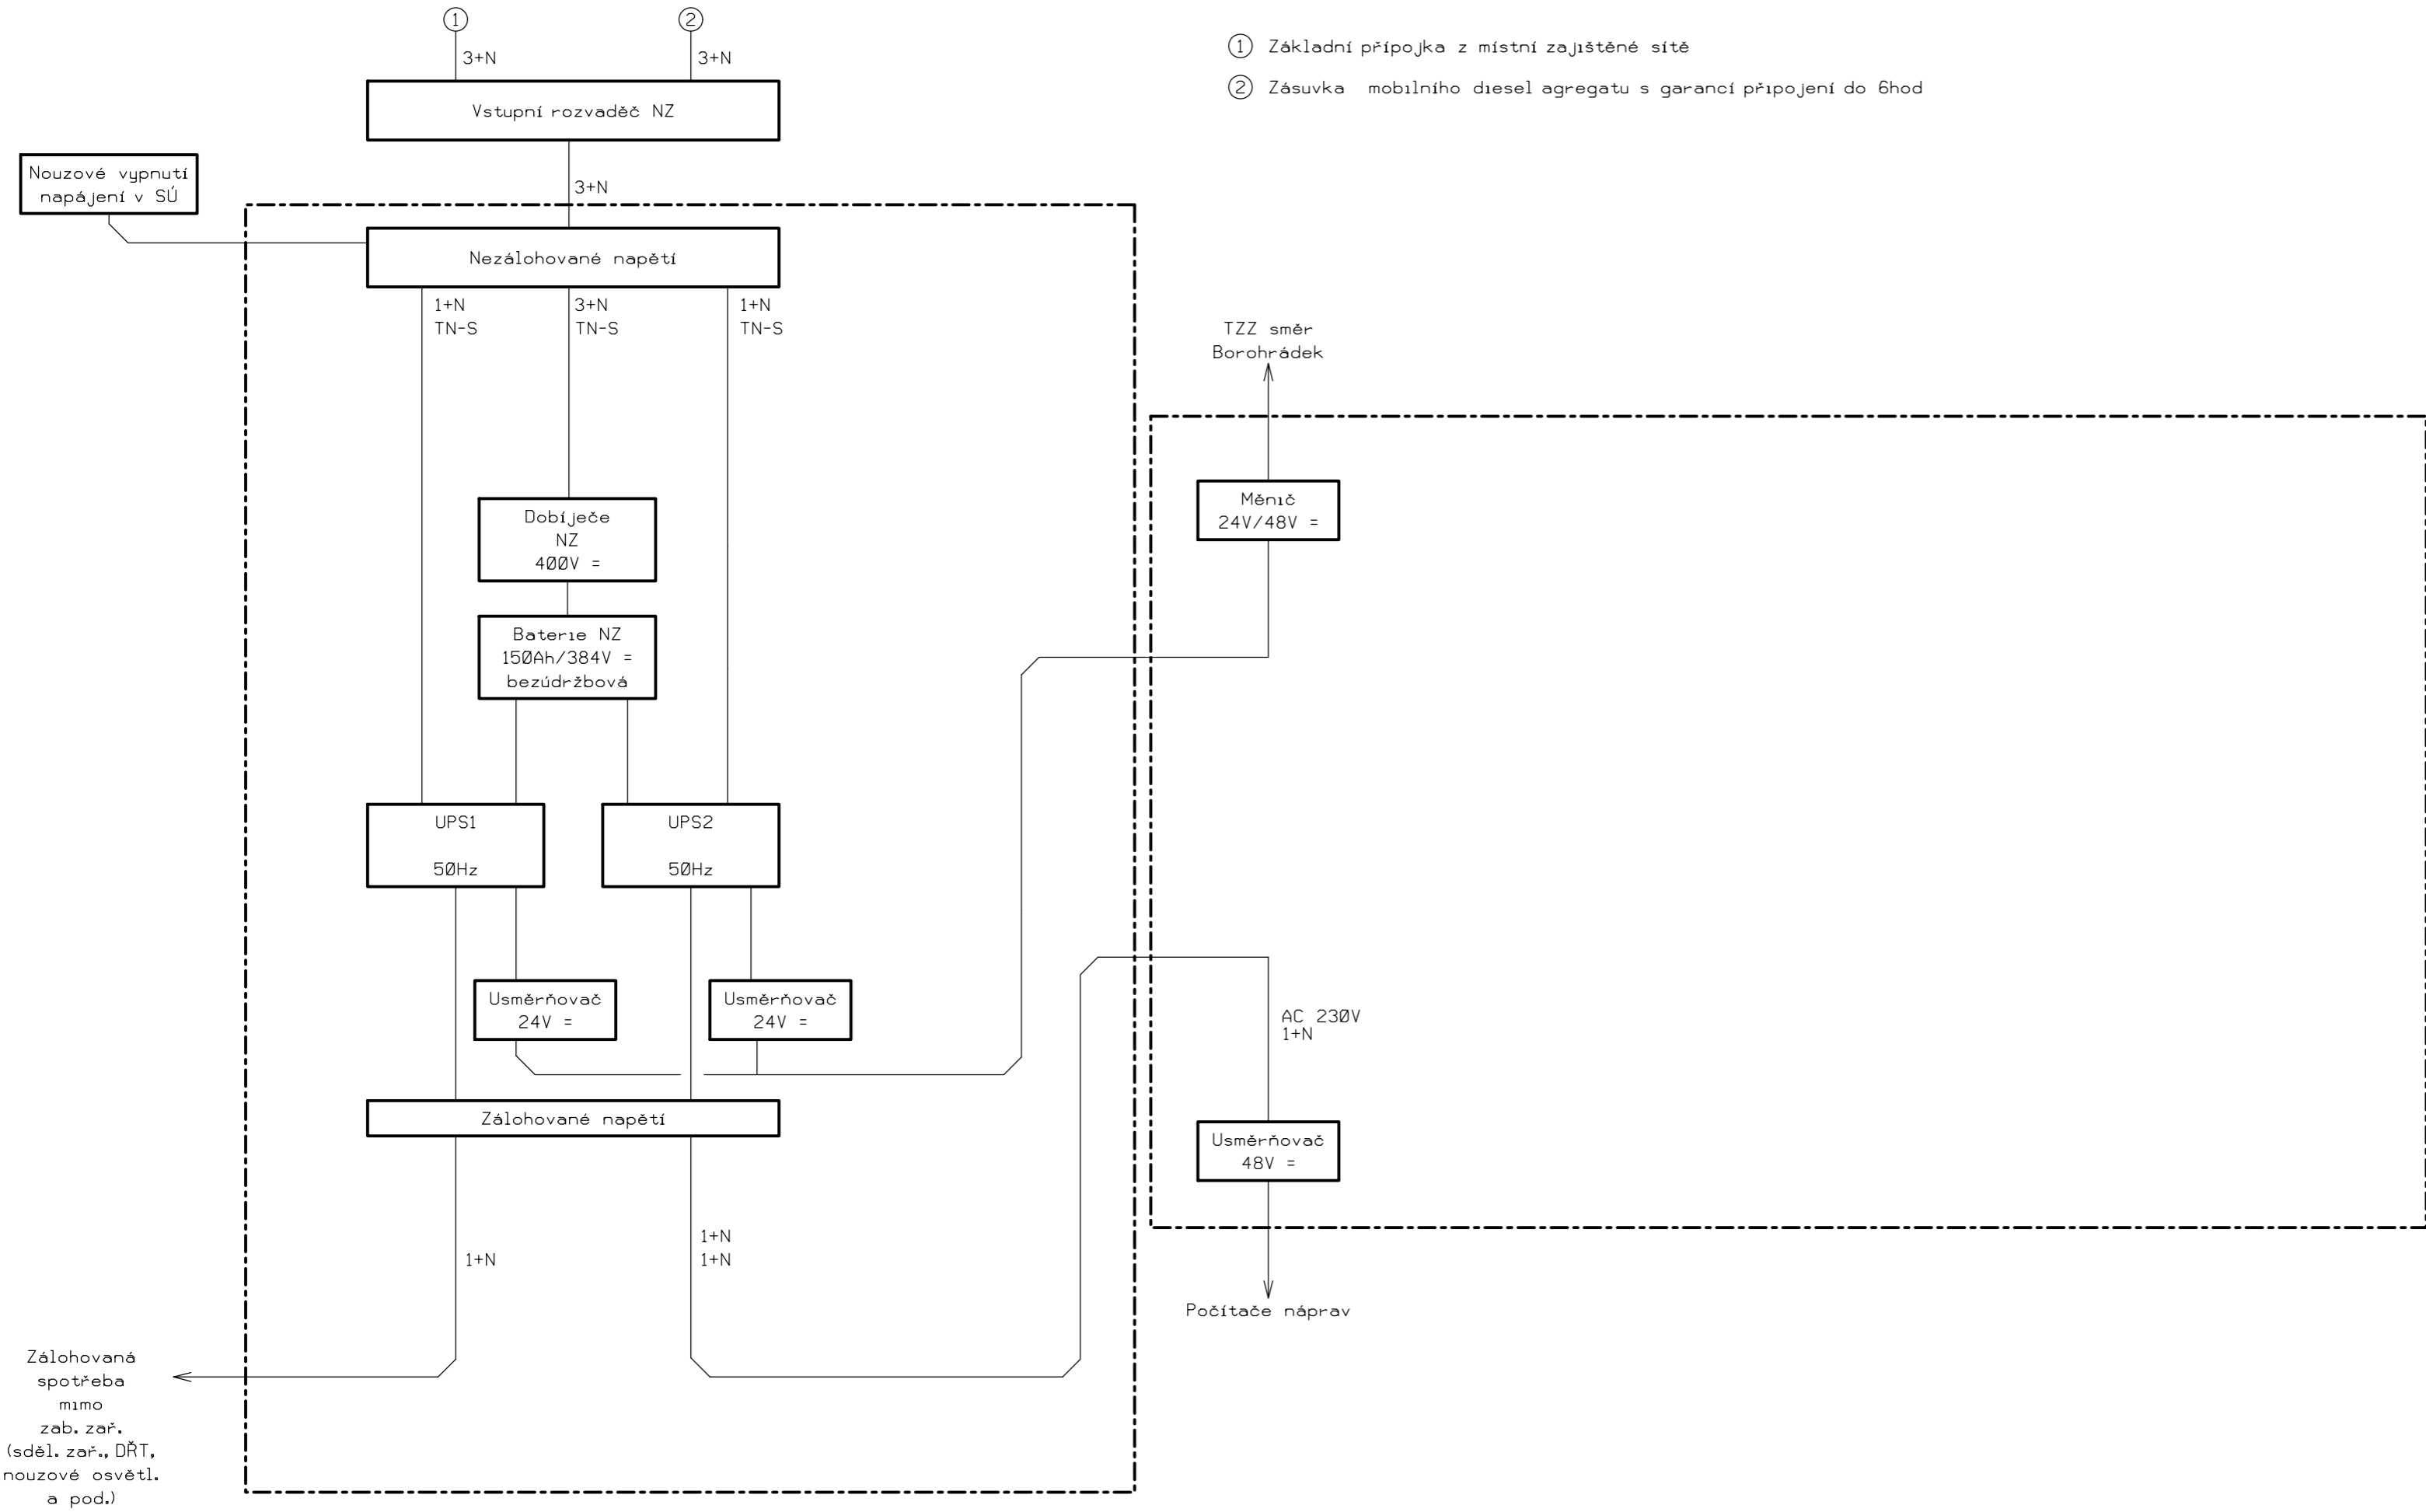 1
2
3+N
3+N
1 Základní přípojka z místní zajištěné sítě
2 Zásuvka mobilního diesel agregatu s garancí připojení do 6hod
Vstupní rozvaděč NZ
Nouzové vypnutí
napájení v SÚ
3+N
Nezálohované napětí
1+N
TN-S
3+N
TN-S
1+N
TN-S
TZZ směr
Borohrádek
Měnič
24V/48V =
Dobíječe
NZ
400V =
Baterie NZ
150Ah/384V =
bezúdržbová
UPS1
50Hz
UPS2
50Hz
Usměrňovač
24V =
Usměrňovač
24V =
AC 230V
1+N
Zálohované napětí
Usměrňovač
48V =
1+N
1+N
1+N
Počítače náprav
Zálohovaná
spotřeba
mimo
zab. zař.
(sděl. zař., DŘT,
nouzové osvětl.
a pod.)